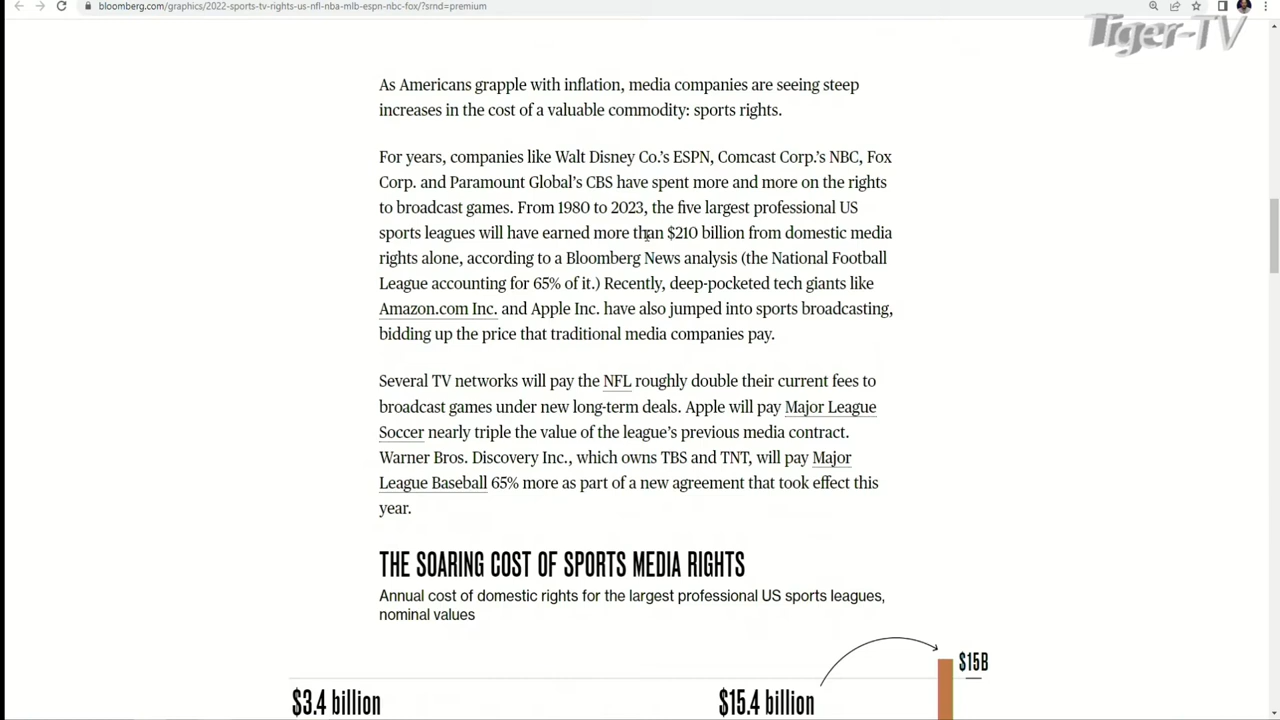 bloomberg.com/graphics/2022-sports-tv-rights-us-nfl-nba-mlb-espn-nbc-fox/?srnd=premium
Tiger-TV
As Americans grapple with inflation, media companies are seeing steep
increases in the cost of a valuable commodity: sports rights.
For years, companies like Walt Disney Co.’s ESPN, Comcast Corp.’s NBC, Fox
Corp. and Paramount Global’s CBS have spent more and more on the rights
to broadcast games. From 1980 to 2023, the five largest professional US
sports leagues will have earned more than $210 billion from domestic media
rights alone, according to a Bloomberg News analysis (the National Football
League accounting for 65% of it.) Recently, deep-pocketed tech giants like
Amazon.com Inc. and Apple Inc. have also jumped into sports broadcasting,
bidding up the price that traditional media companies pay.
Several TV networks will pay the NFL roughly double their current fees to
broadcast games under new long-term deals. Apple will pay Major League
Soccer nearly triple the value of the league’s previous media contract.
Warner Bros. Discovery Inc., which owns TBS and TNT, will pay Major
League Baseball 65% more as part of a new agreement that took effect this
year.
THE SOARING COST OF SPORTS MEDIA RIGHTS
Annual cost of domestic rights for the largest professional US sports leagues,
nominal values
$15B
$3.4 billion
$15.4 billion